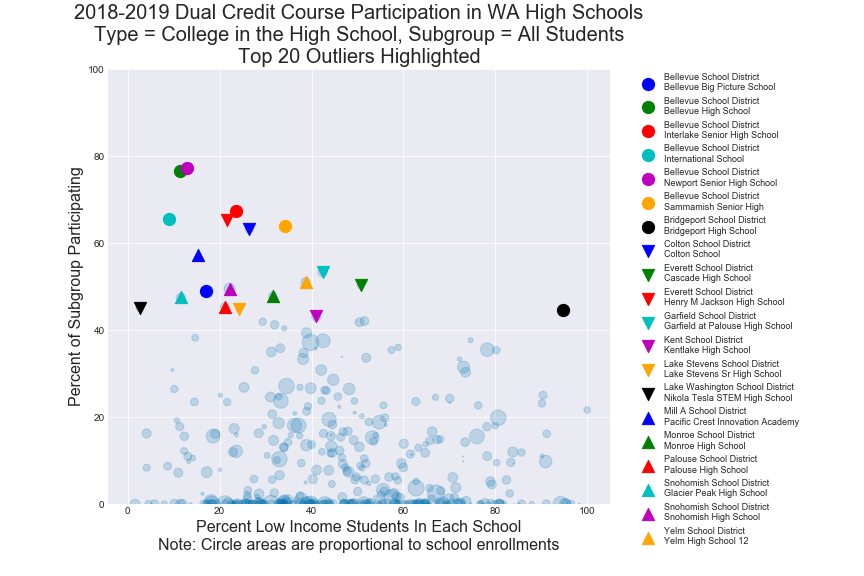 2018-2019 Dual Credit Course Participation in WA High Schools
Type = College in the High School, Subgroup = All Students
Top 20 Outliers Highlighted
Percent of Subgroup Participating
100
80
60
40
20
0
0 20 40 60 80 100
Percent Low Income Students In Each School
Note: Circle areas are proportional to school enrollments
Bellevue School District
Bellevue Big Picture School
Bellevue School District
Bellevue High School
Bellevue School District
Interlake Senior High School
Bellevue School District
International School
Bellevue School District
Newport Senior High School
Bellevue School District
Sammamish Senior High
Bridgeport School District
Bridgeport High School
Colton School District
Colton School
Everett School District
Cascade High School
Everett School District
Henry M Jackson High School
Garfield School District
Garfield at Palouse High School
Kent School District
Kentlake High School
Lake Stevens School District
Lake Stevens Sr High School
Lake Washington School District
Nikola Tesla STEM High School
Mill A School District
Pacific Crest Innovation Academy
Monroe School District
Monroe High School
Palouse School District
Palouse High School
Snohomish School District
Glacier Peak High School
Snohomish School District
Snohomish High School
Yelm School District
Yelm High School 12